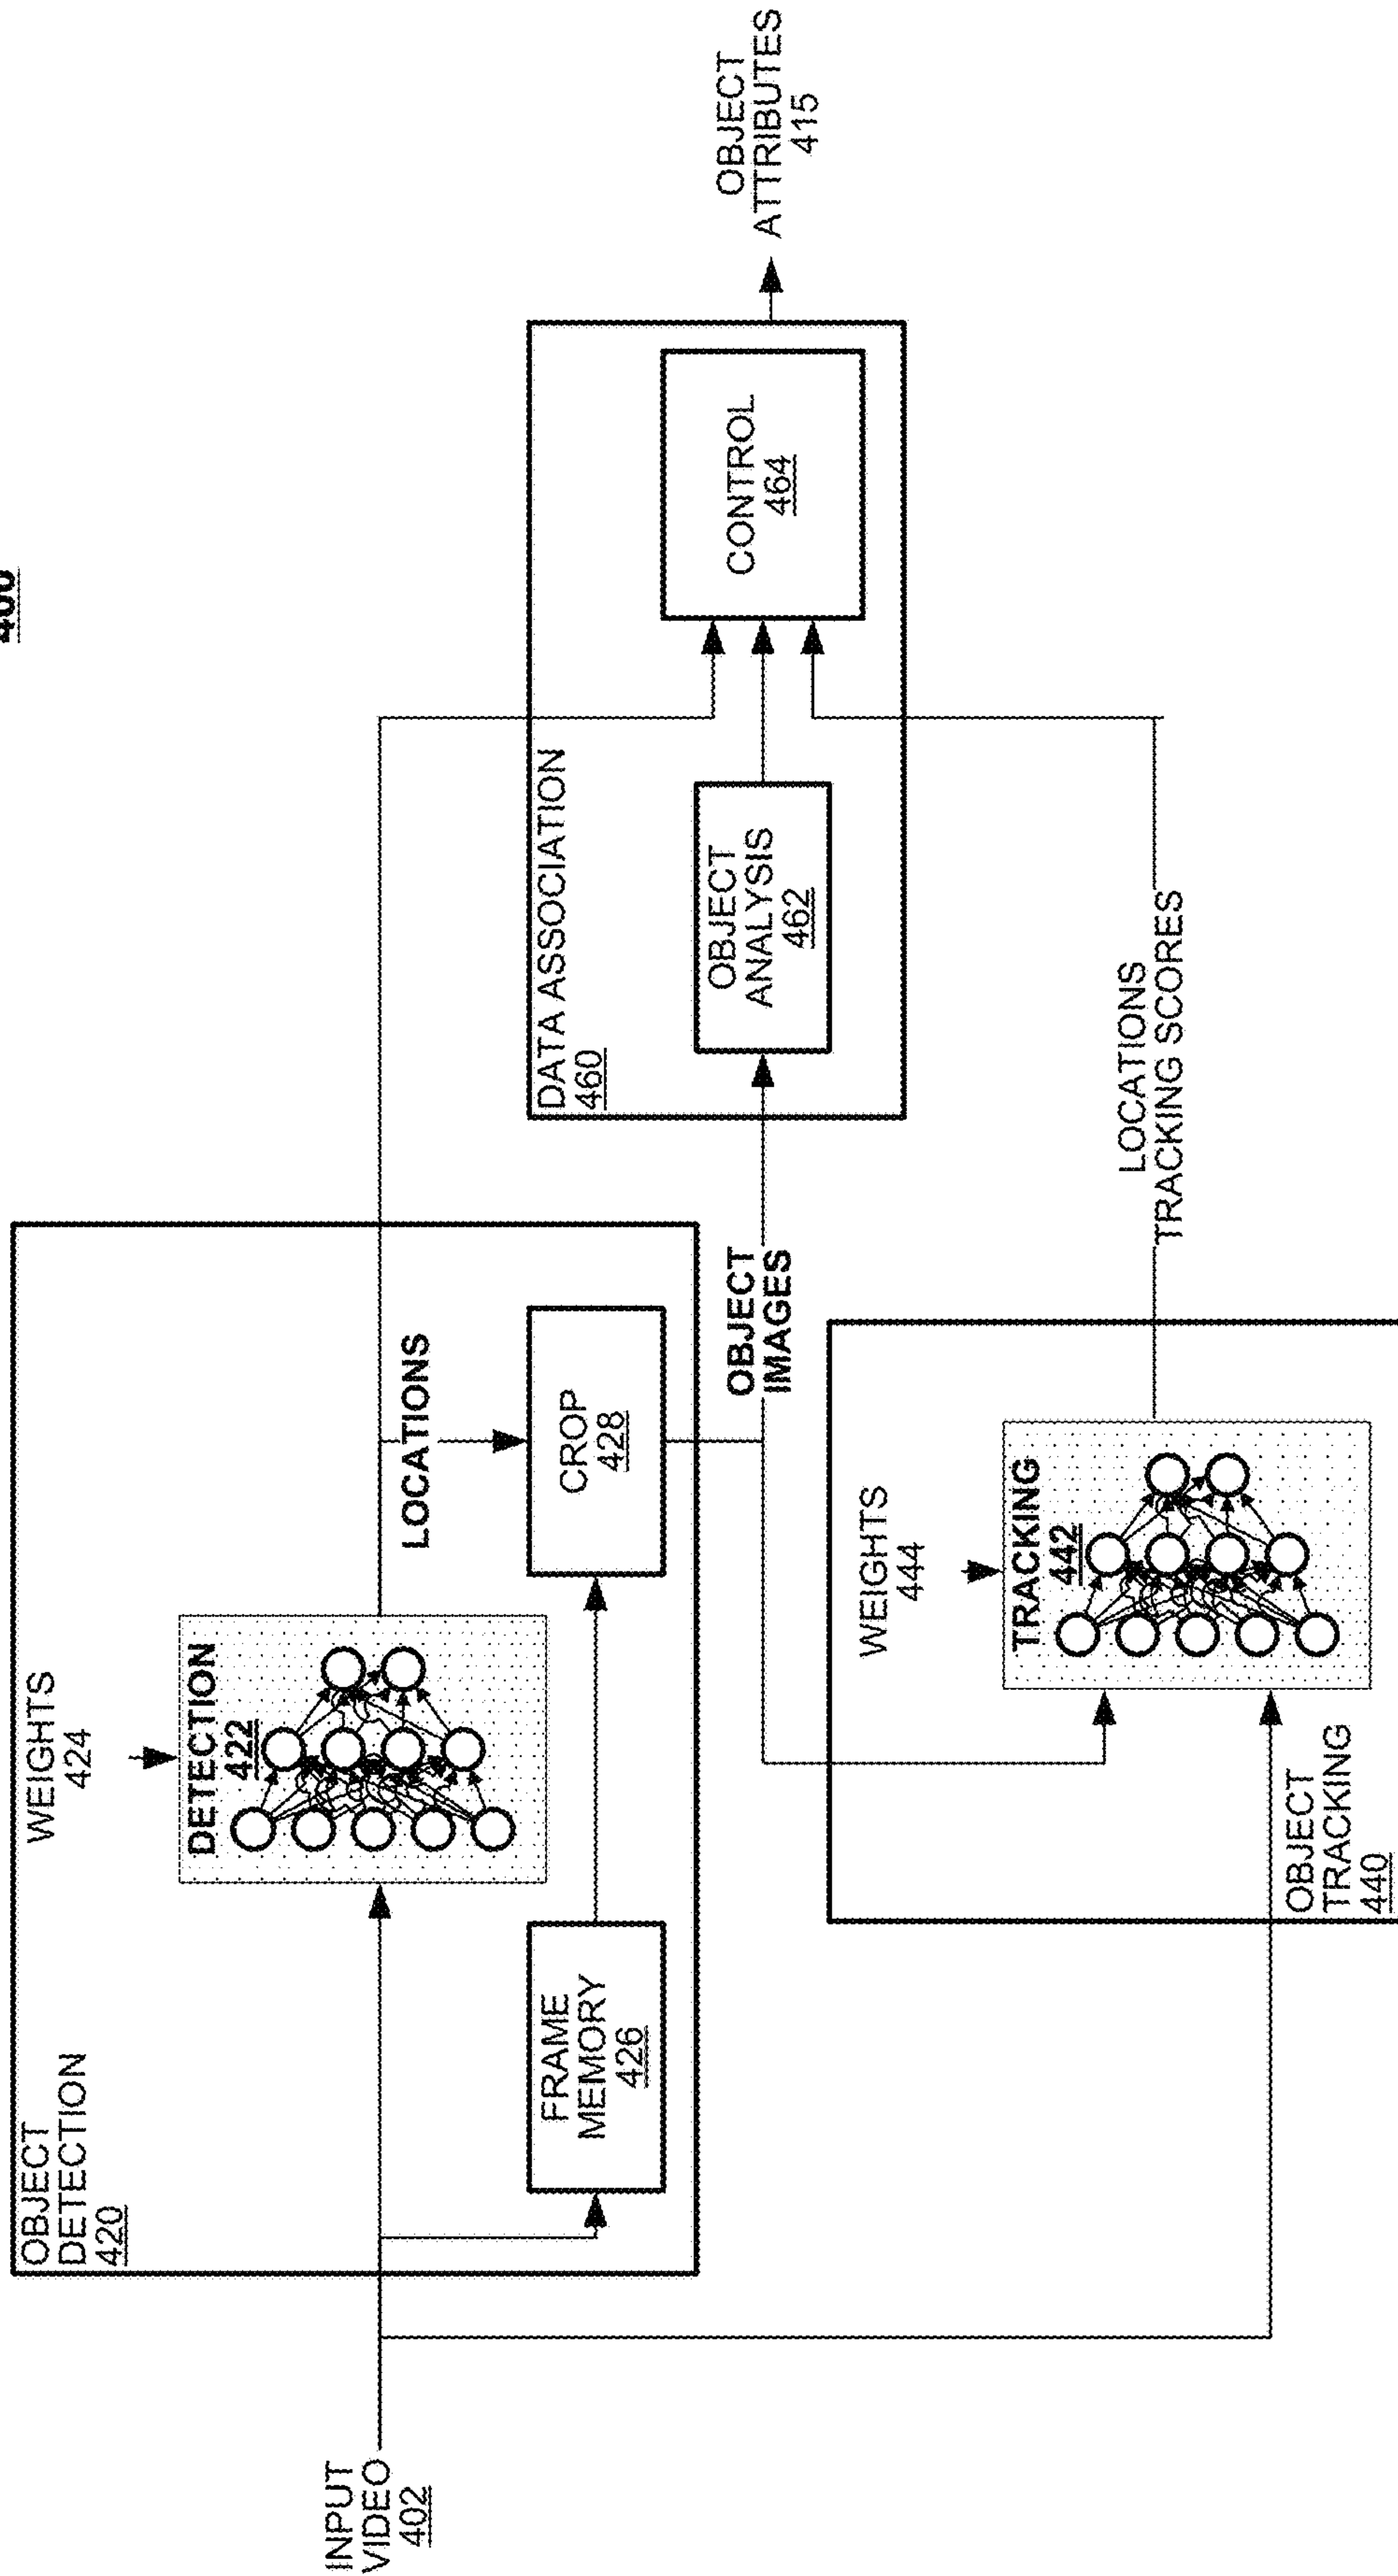 OBJECT
DETECTION
420
WEIGHTS
424
DETECTION
422
LOCATIONS
FRAME
MEMORY
426
CROP
428
INPUT
VIDEO
402
OBJECT
IMAGES
DATA ASSOCIATION
460
OBJECT
ANALYSIS
462
CONTROL
464
OBJECT
ATTRIBUTES
415
WEIGHTS
444
TRACKING
442
OBJECT
TRACKING
440
LOCATIONS
TRACKING SCORES